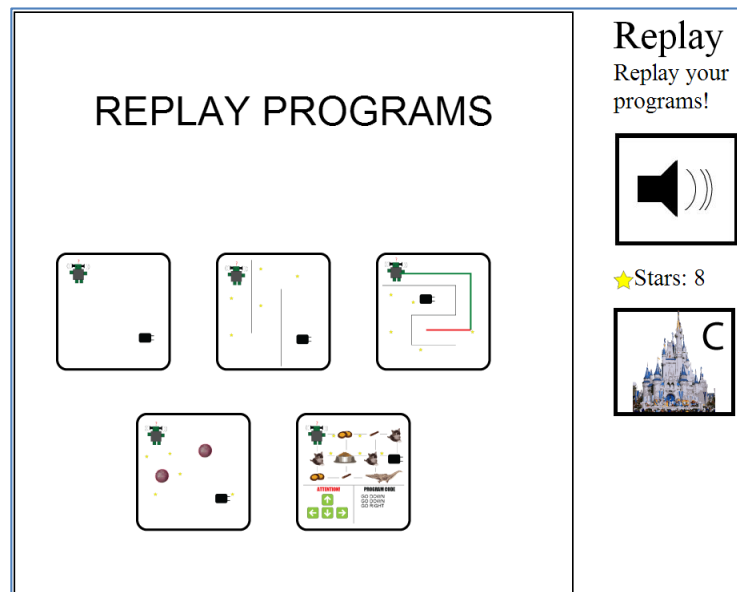 REPLAY PROGRAMS
Replay
Replay your
programs!
Stars: 8
C
ATTENTION!
PROGRAM CODE
GO DOWN
GO DOWN
GO RIGHT